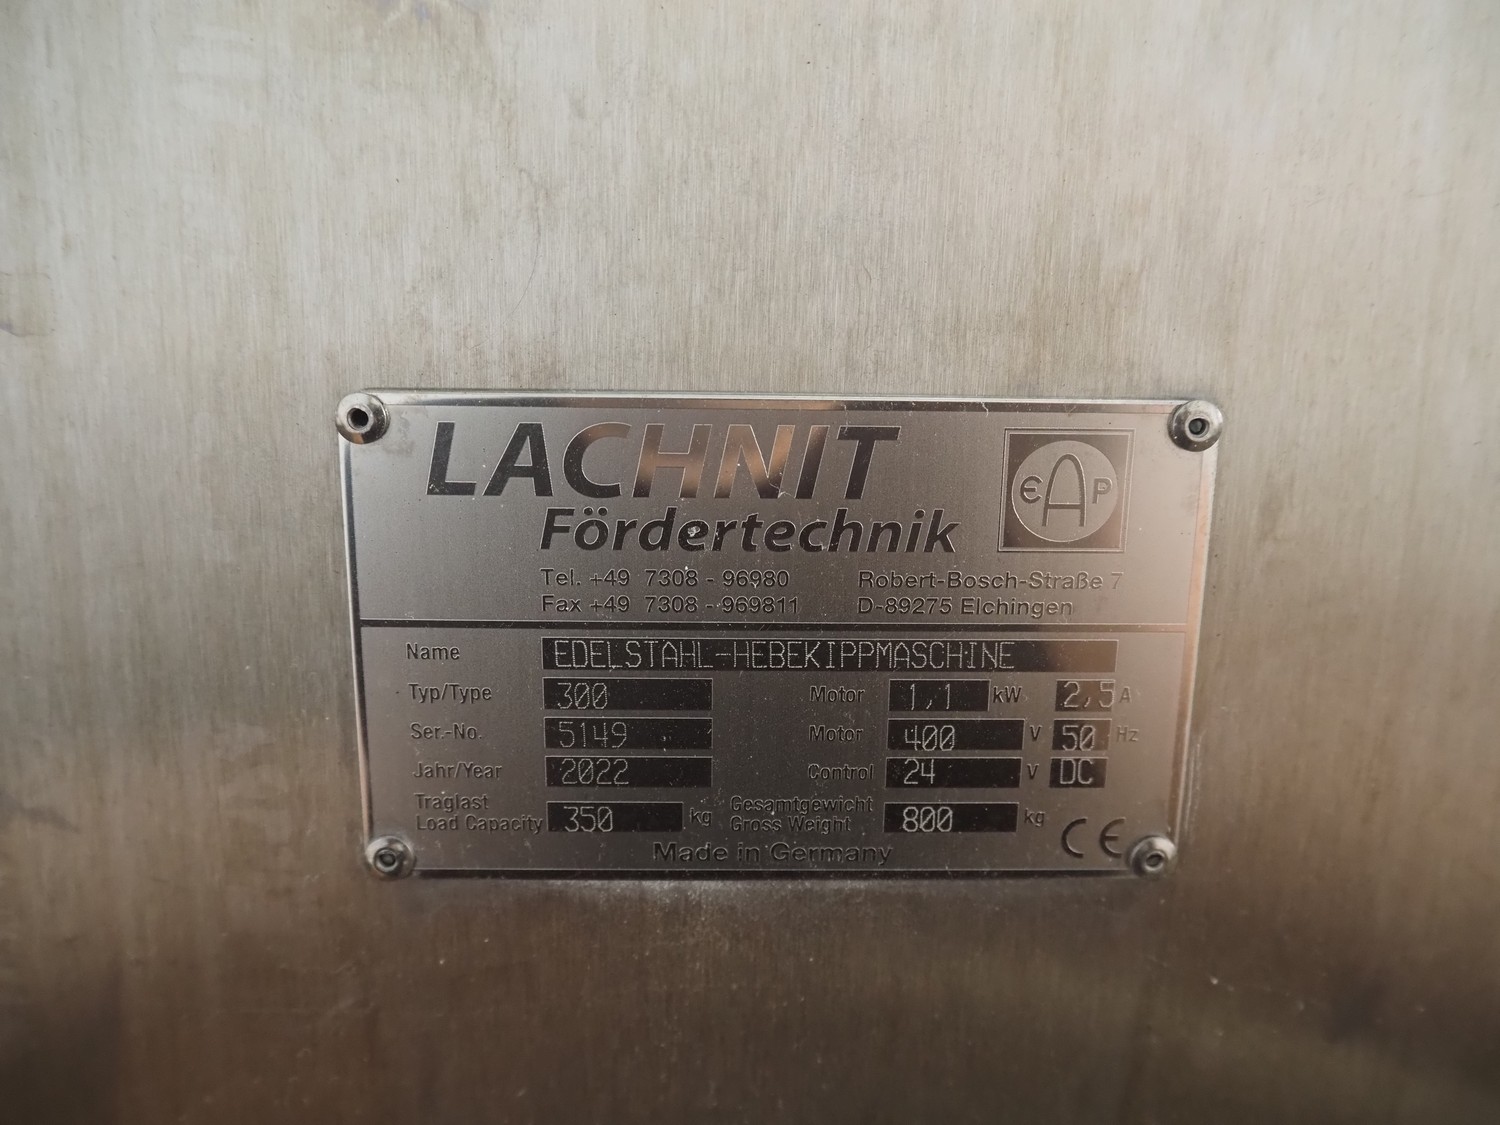 LACHNIT
Fördertechnik
EAP
Tel. +49 7308 - 96980 Robert-Bosch-Straße 7
Fax +49 7308 - 969811 D-89275 Elchingen
Name EDELSTAHL-HEBEKIPPMASCHINE
Typ/Type 300 Motor 1,1 kW 2,5 A
Ser.-No. 5149 Motor 400 V 50 Hz
Jahr/Year 2022 Control 24 V DC
Traglast Gesamtgewicht
Load Capacity 350 kg Gross Weight 800 kg
Made in Germany CE